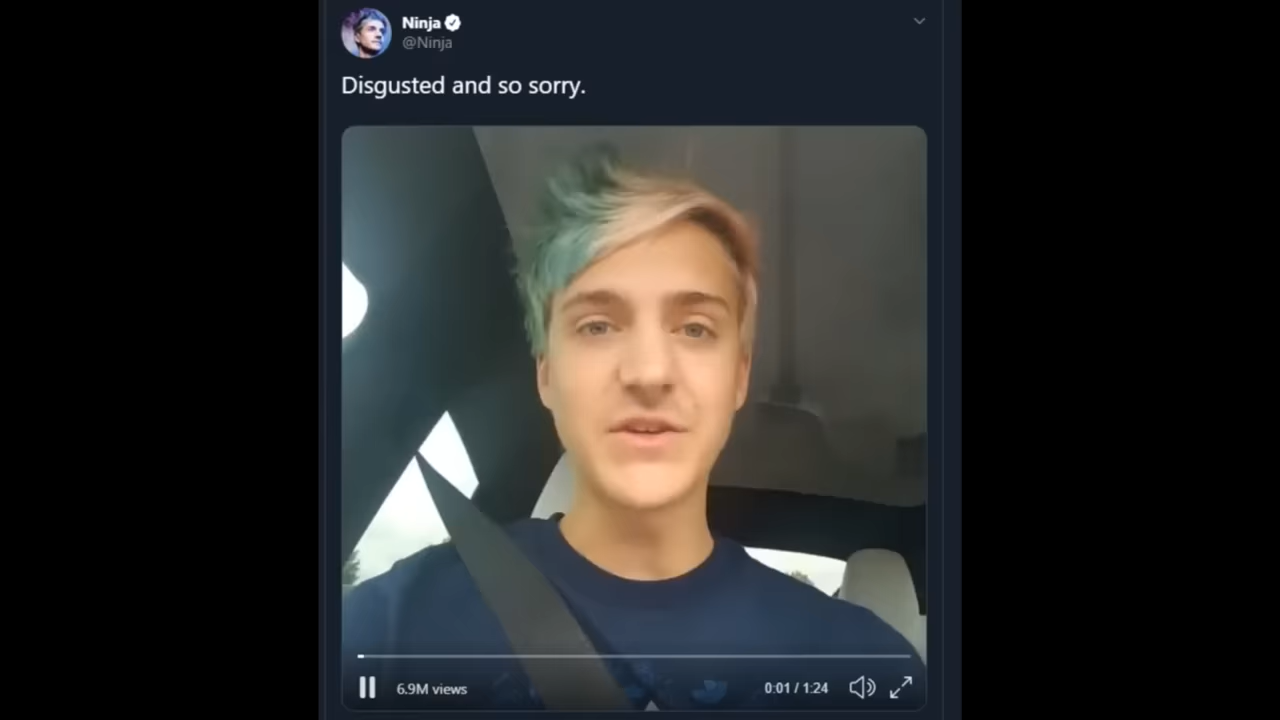 Ninja
@Ninja
Disgusted and so sorry.
6.9M views
0:01 / 1:24